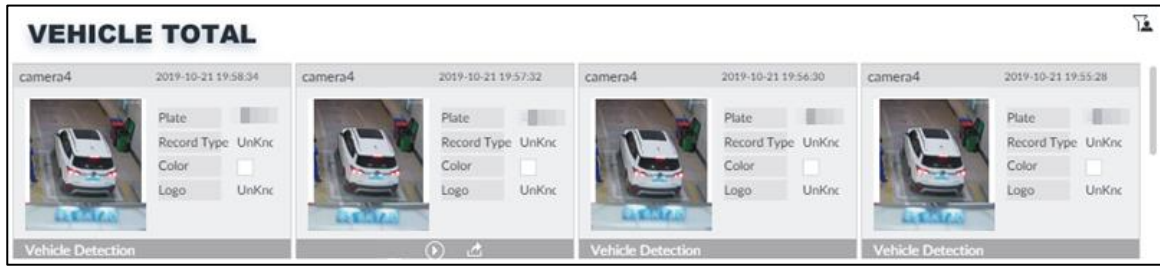 VEHICLE TOTAL
camera4 2019-10-21 19:58:34
Plate
Record Type UnKnc
Color
Logo UnKnc
Vehicle Detection
camera4 2019-10-21 19:57:32
Plate
Record Type UnKnc
Color
Logo UnKnc
camera4 2019-10-21 19:56:30
Plate
Record Type UnKnc
Color
Logo UnKnc
Vehicle Detection
camera4 2019-10-21 19:55:28
Plate
Record Type UnKnc
Color
Logo UnKnc
Vehicle Detection